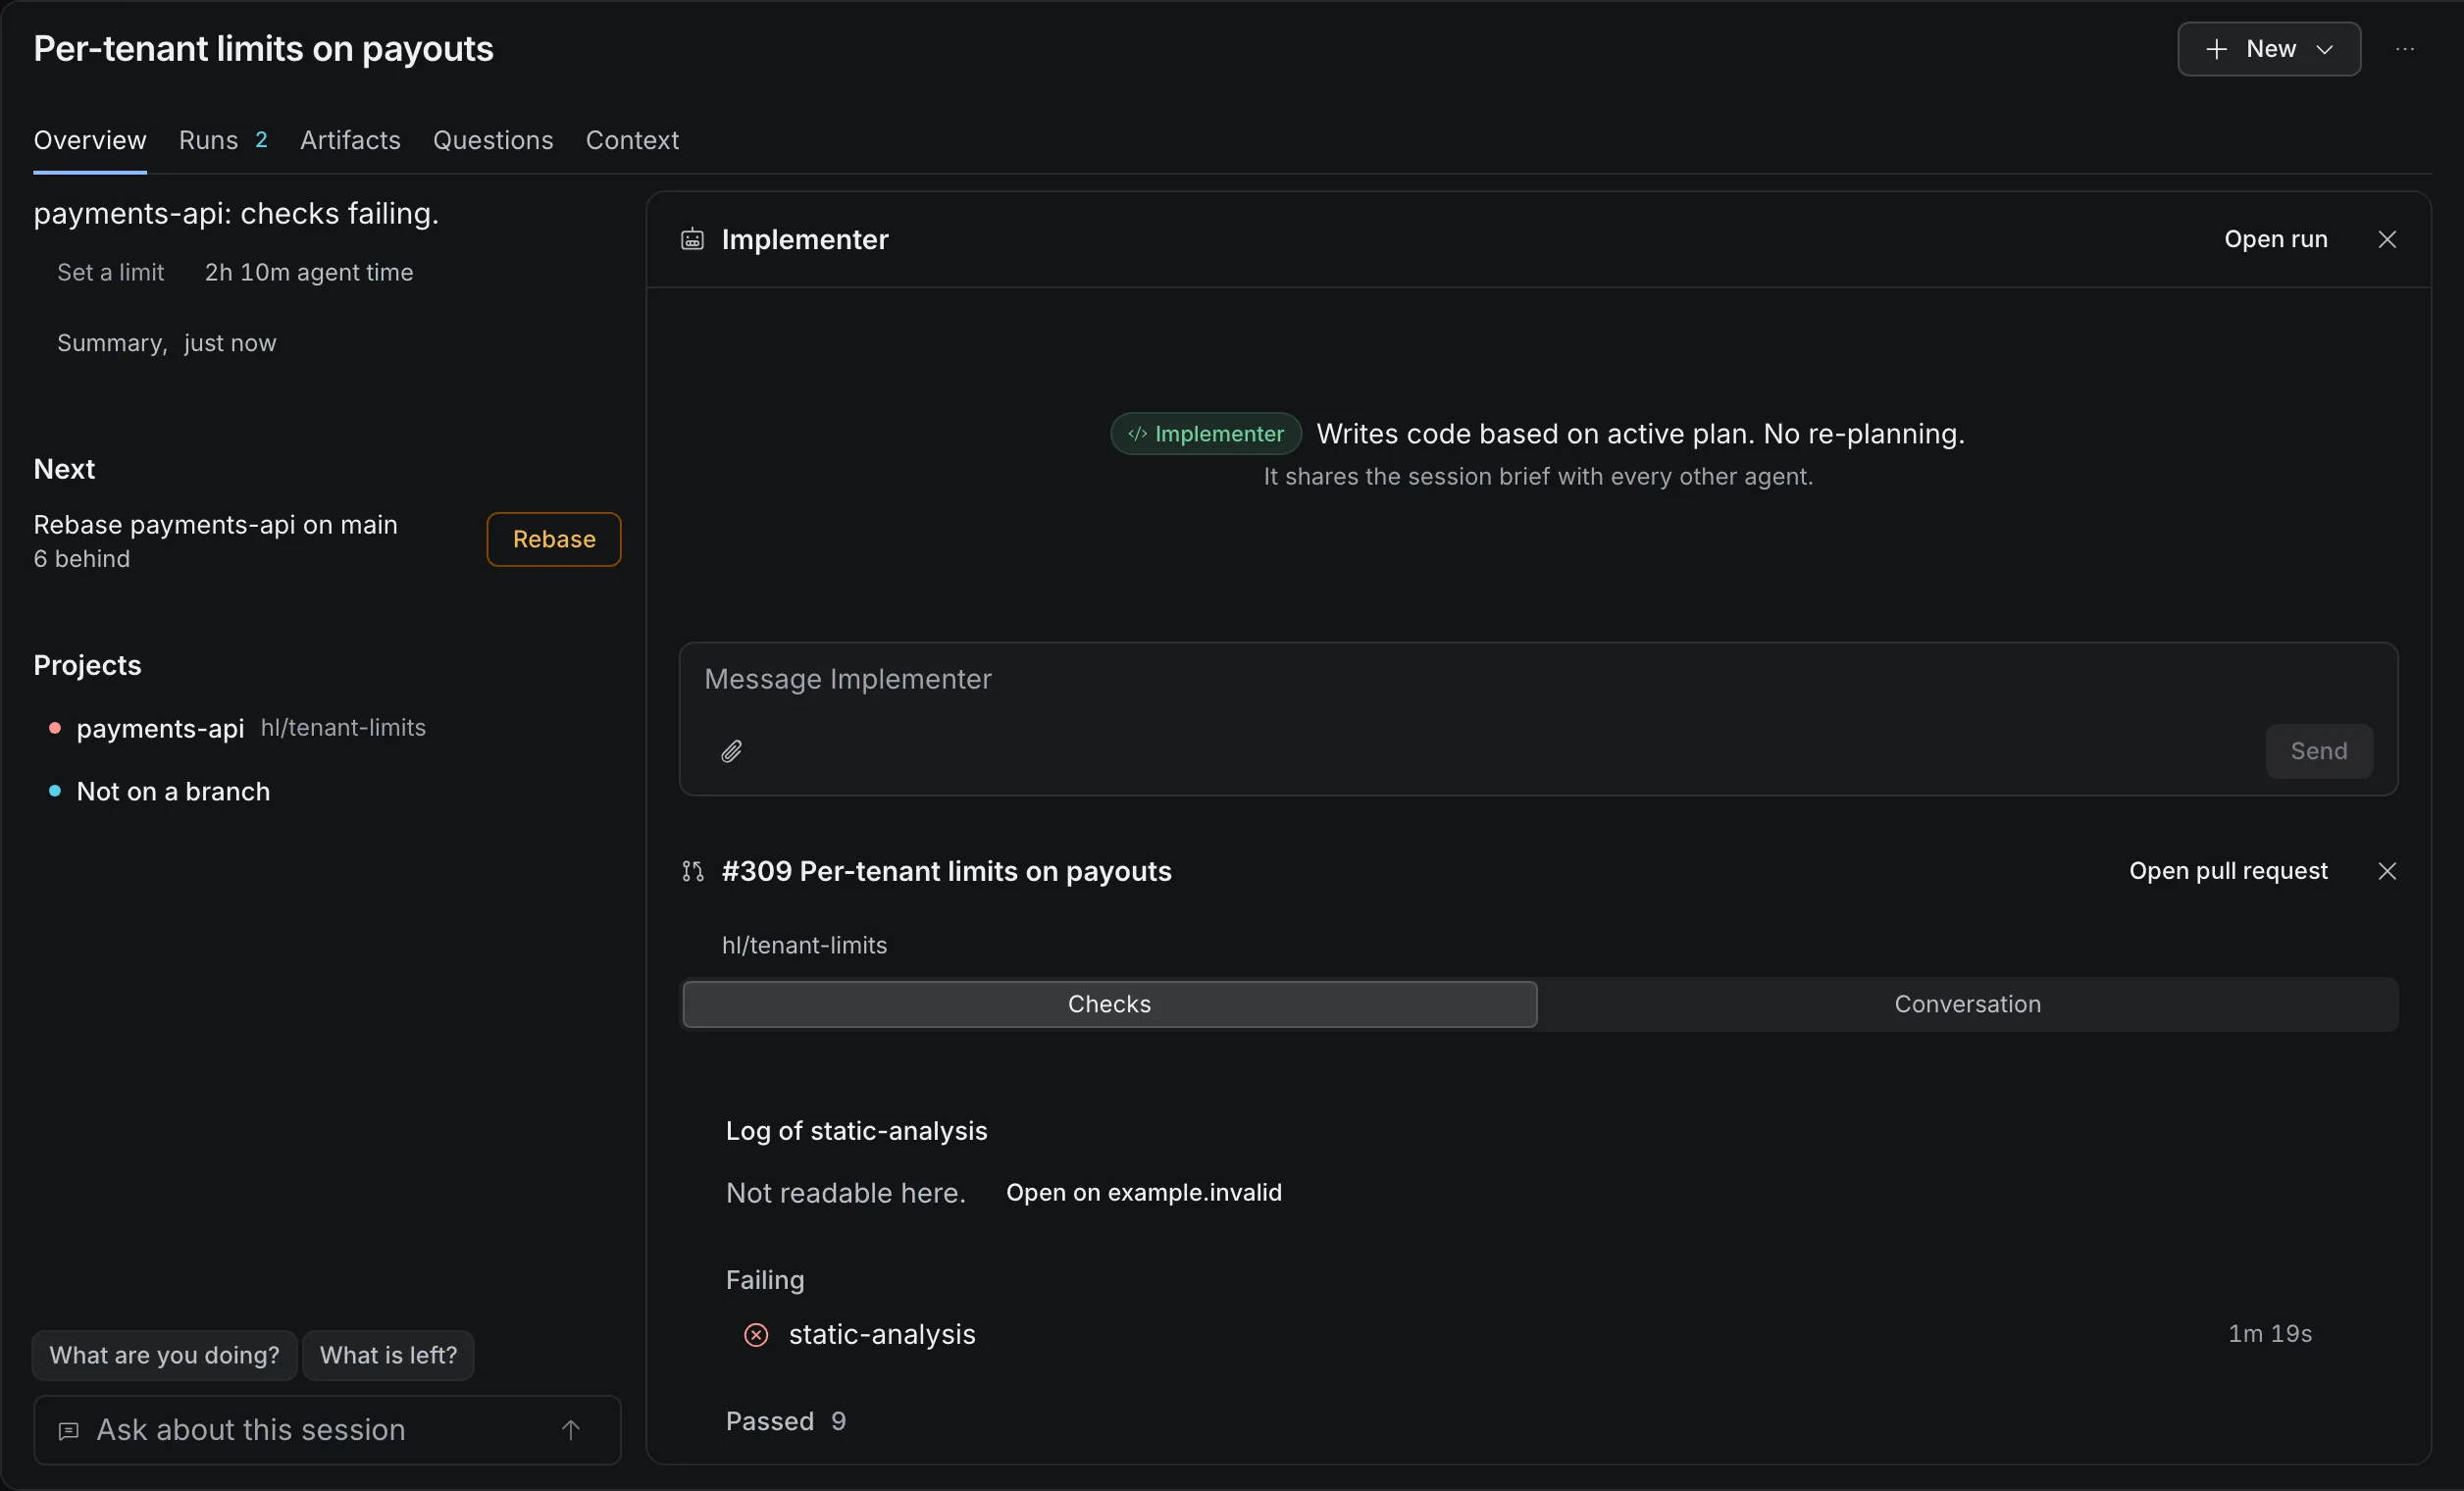 Per-tenant limits on payouts
New
Overview Runs 2 Artifacts Questions Context
payments-api: checks failing.
Set a limit 2h 10m agent time
Summary, just now
Next
Rebase payments-api on main
6 behind
Rebase
Projects
payments-api hl/tenant-limits
Not on a branch
What are you doing? What is left?
Ask about this session
Implementer
Open run
Implementer Writes code based on active plan. No re-planning.
It shares the session brief with every other agent.
Message Implementer
Send
#309 Per-tenant limits on payouts
Open pull request
hl/tenant-limits
Checks Conversation
Log of static-analysis
Not readable here. Open on example.invalid
Failing
static-analysis 1m 19s
Passed 9